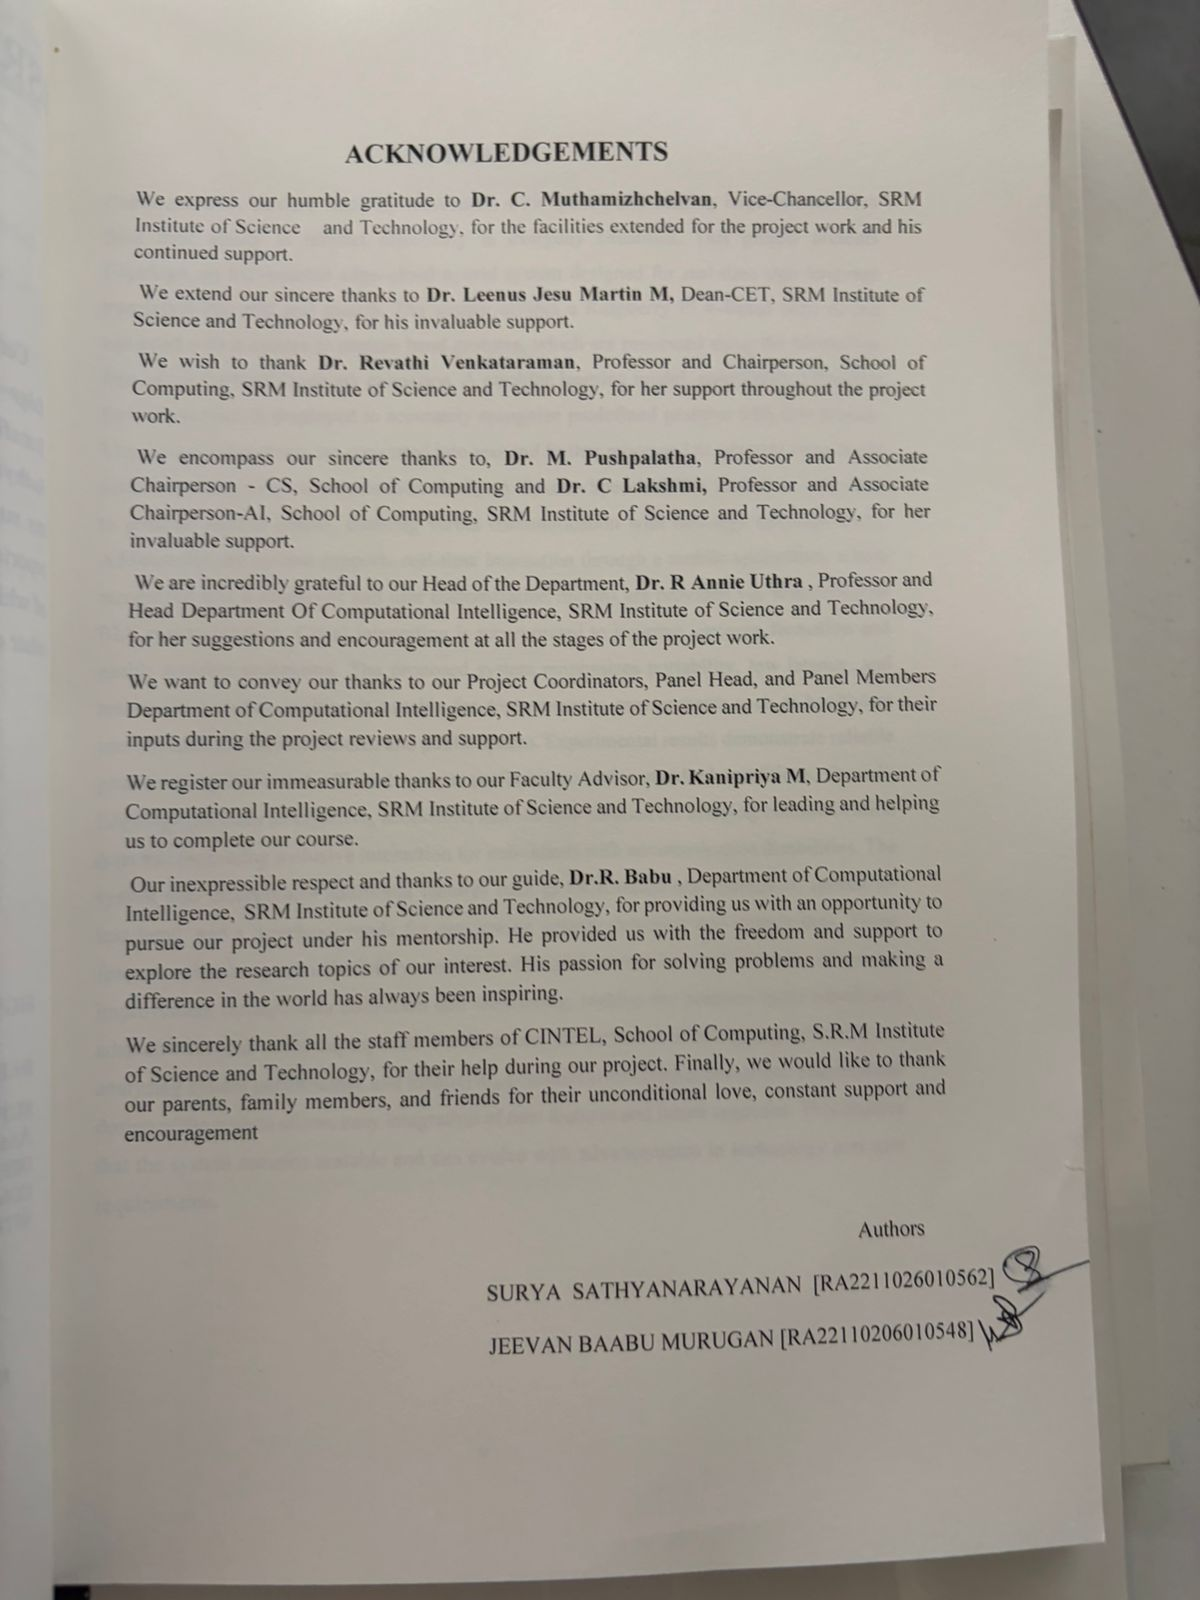 ACKNOWLEDGEMENTS
We express our humble gratitude to Dr. C. Muthamizhchelvan, Vice-Chancellor, SRM
Institute of Science and Technology, for the facilities extended for the project work and his
continued support.
We extend our sincere thanks to Dr. Leenus Jesu Martin M, Dean-CET, SRM Institute of
Science and Technology, for his invaluable support.
We wish to thank Dr. Revathi Venkataraman, Professor and Chairperson, School of
Computing, SRM Institute of Science and Technology, for her support throughout the project
work.
We encompass our sincere thanks to, Dr. M. Pushpalatha, Professor and Associate
Chairperson - CS, School of Computing and Dr. C Lakshmi, Professor and Associate
Chairperson-AI, School of Computing, SRM Institute of Science and Technology, for her
invaluable support.
We are incredibly grateful to our Head of the Department, Dr. R Annie Uthra , Professor and
Head Department Of Computational Intelligence, SRM Institute of Science and Technology,
for her suggestions and encouragement at all the stages of the project work.
We want to convey our thanks to our Project Coordinators, Panel Head, and Panel Members
Department of Computational Intelligence, SRM Institute of Science and Technology, for their
inputs during the project reviews and support.
We register our immeasurable thanks to our Faculty Advisor, Dr. Kanipriya M, Department of
Computational Intelligence, SRM Institute of Science and Technology, for leading and helping
us to complete our course.
Our inexpressible respect and thanks to our guide, Dr.R. Babu , Department of Computational
Intelligence, SRM Institute of Science and Technology, for providing us with an opportunity to
pursue our project under his mentorship. He provided us with the freedom and support to
explore the research topics of our interest. His passion for solving problems and making a
difference in the world has always been inspiring.
We sincerely thank all the staff members of CINTEL, School of Computing, S.R.M Institute
of Science and Technology, for their help during our project. Finally, we would like to thank
our parents, family members, and friends for their unconditional love, constant support and
encouragement
Authors
SURYA SATHYANARAYANAN [RA2211026010562]
JEEVAN BAABU MURUGAN [RA22110206010548]